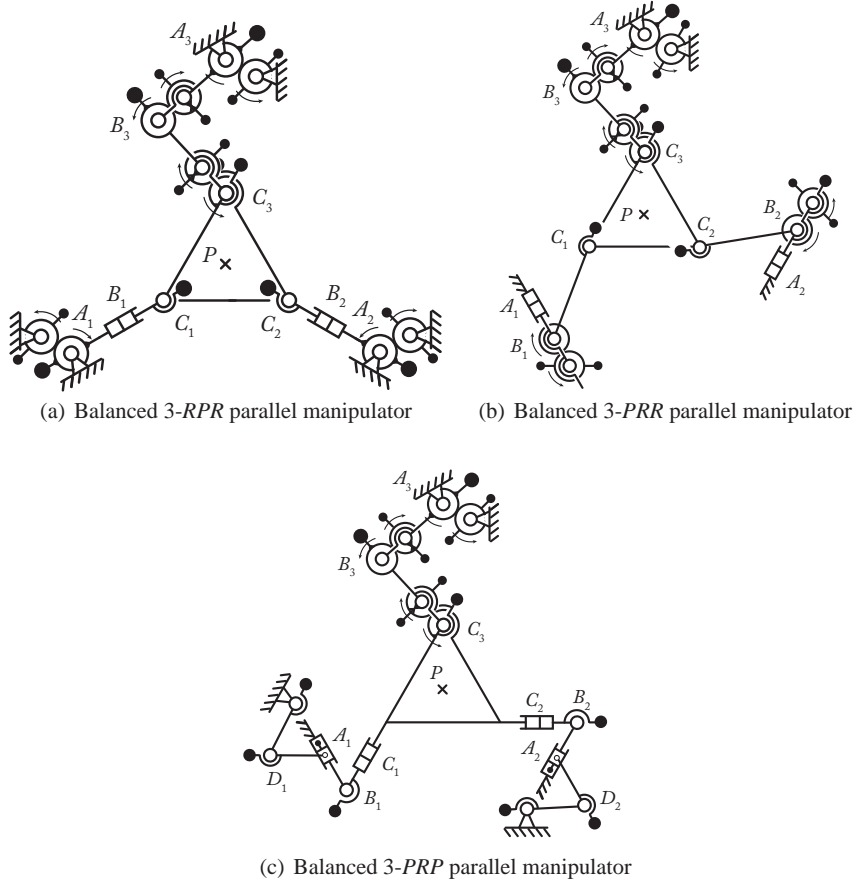 A3
B3
C3
P
B1
B2
A1
A2
C1
C2
(a) Balanced 3-RPR parallel manipulator
A3
B3
C3
P
B2
C1
C2
A2
A1
B1
(b) Balanced 3-PRR parallel manipulator
A3
B3
C3
P
C2
B2
A1
A2
C1
D1
B1
D2
(c) Balanced 3-PRP parallel manipulator